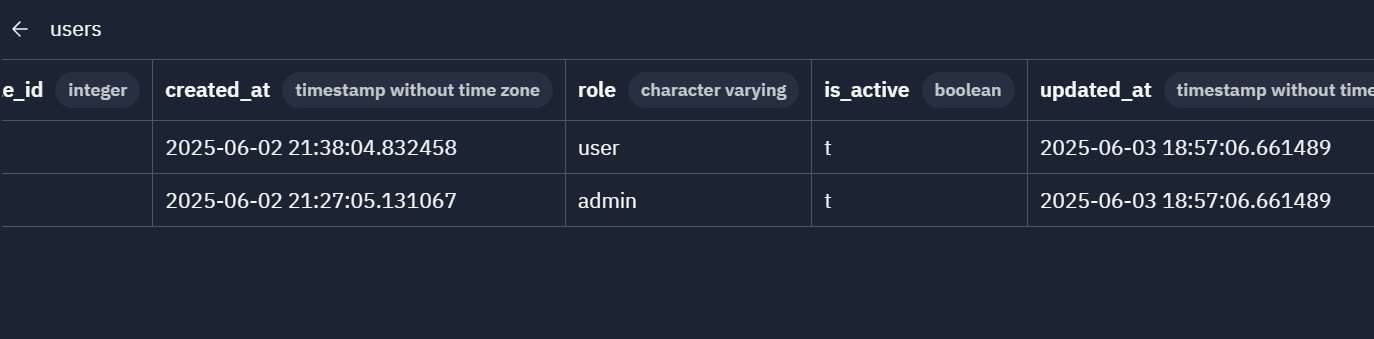 ← users
e_id integer created_at timestamp without time zone role character varying is_active boolean updated_at timestamp without time
2025-06-02 21:38:04.832458 user t 2025-06-03 18:57:06.661489
2025-06-02 21:27:05.131067 admin t 2025-06-03 18:57:06.661489